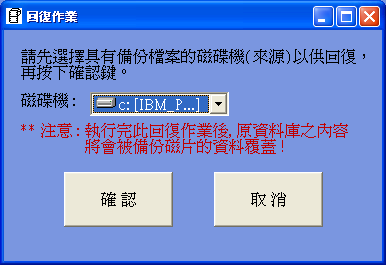 回復作業
請先選擇具有備份檔案的磁碟機(來源)以供回復,
再按下確認鍵。
磁碟機: c: [IBM_P...]
** 注意:執行完此回復作業後,原資料庫之內容
將會被備份磁片的資料覆蓋!
確認 取消